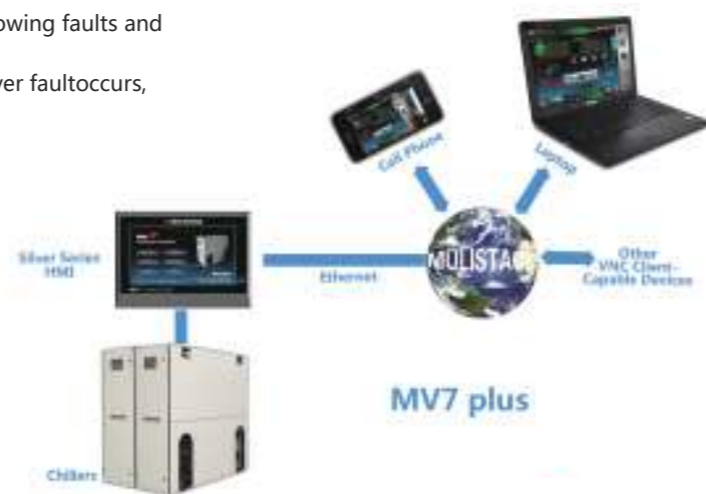 owing faults and
ver faultoccurs,
Cell Phone
Laptop
Silver Series
HMI
Ethernet
MULISTA
Other
VNC Client-
Capable Devices
MV7 plus
Chillers